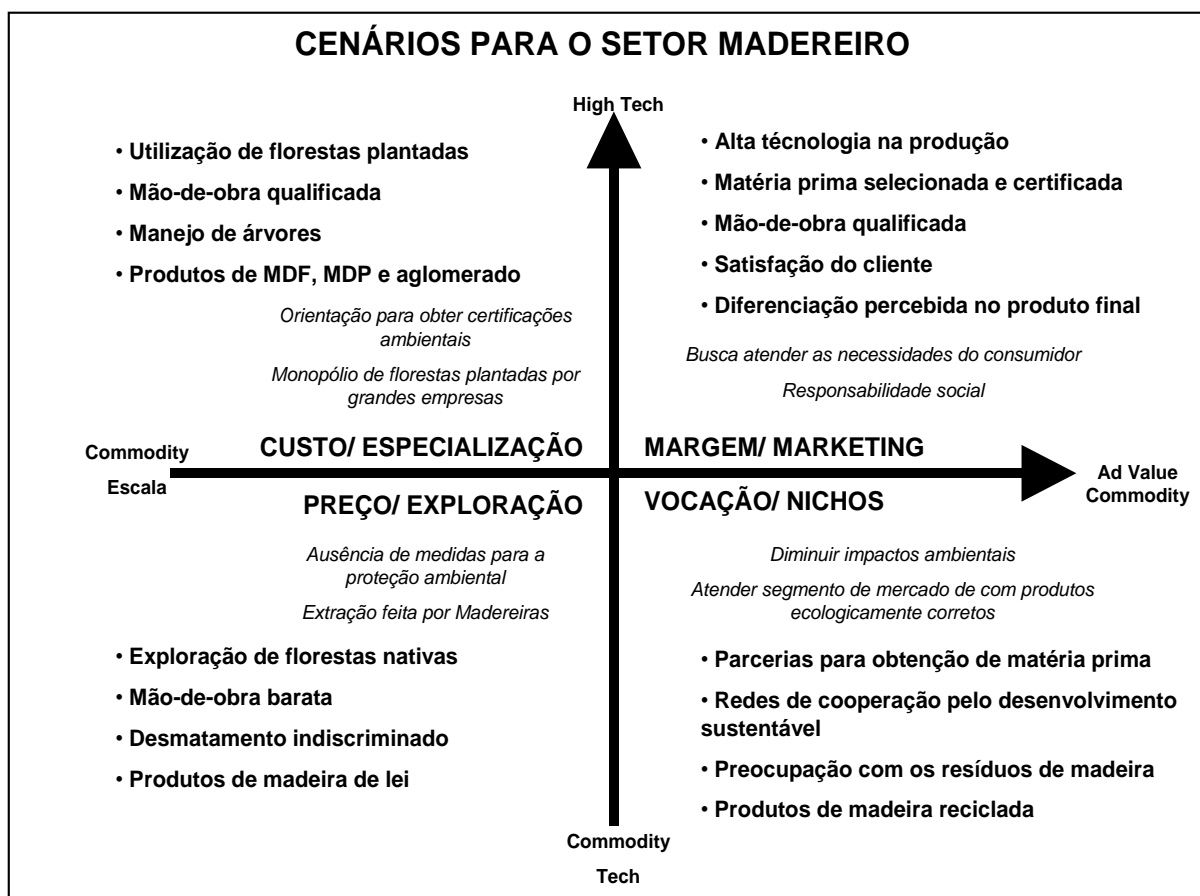 CENÁRIOS PARA O SETOR MADEREIRO
High Tech
• Utilização de florestas plantadas
• Mão-de-obra qualificada
• Manejo de árvores
• Produtos de MDF, MDP e aglomerado
Orientação para obter certificações
ambientais
Monopólio de florestas plantadas por
grandes empresas
• Alta técnologia na produção
• Matéria prima selecionada e certificada
• Mão-de-obra qualificada
• Satisfação do cliente
• Diferenciação percebida no produto final
Busca atender as necessidades do consumidor
Responsabilidade social
Commodity
Escala
CUSTO/ ESPECIALIZAÇÃO
MARGEM/ MARKETING
Ad Value
Commodity
PREÇO/ EXPLORAÇÃO
VOCAÇÃO/ NICHOS
Ausência de medidas para a
proteção ambiental
Extração feita por Madereiras
• Exploração de florestas nativas
• Mão-de-obra barata
• Desmatamento indiscriminado
• Produtos de madeira de lei
Diminuir impactos ambientais
Atender segmento de mercado de com produtos
ecologicamente corretos
• Parcerias para obtenção de matéria prima
• Redes de cooperação pelo desenvolvimento
sustentável
• Preocupação com os resíduos de madeira
• Produtos de madeira reciclada
Commodity
Tech